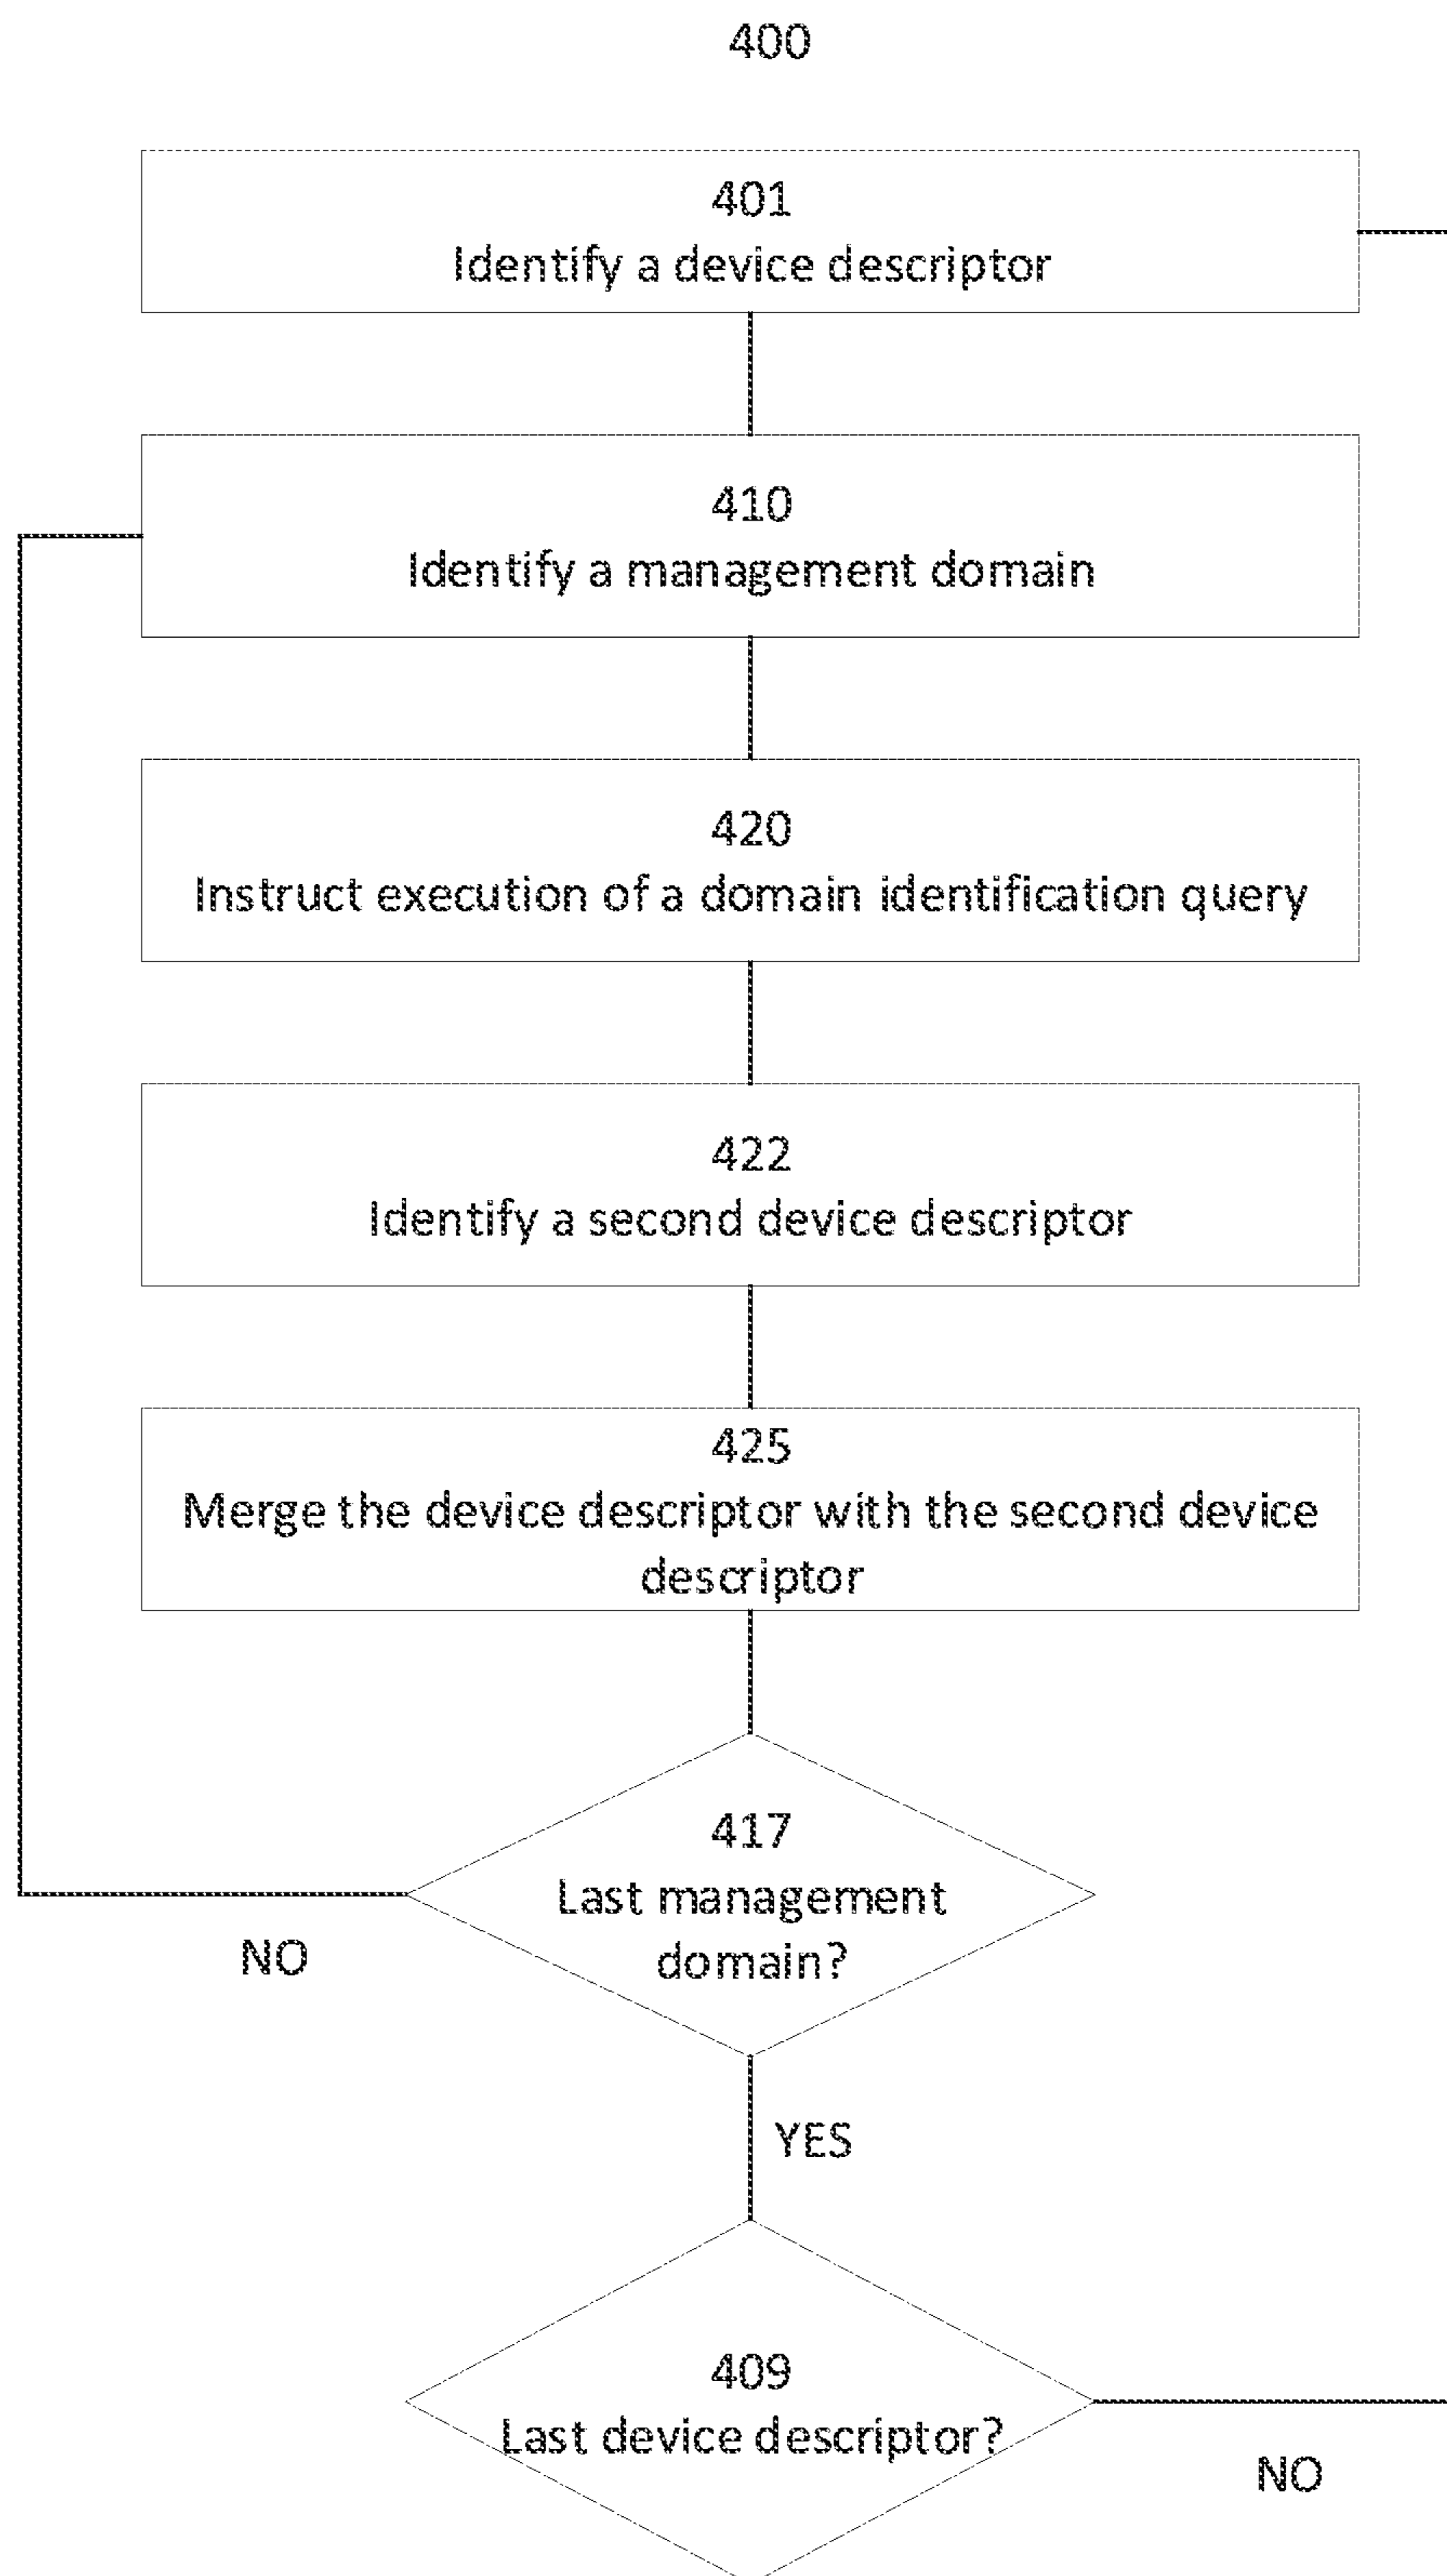 400
401
Identify a device descriptor
410
Identify a management domain
420
Instruct execution of a domain identification query
422
Identify a second device descriptor
425
Merge the device descriptor with the second device
descriptor
417
Last management
domain?
NO
YES
409
Last device descriptor?
NO